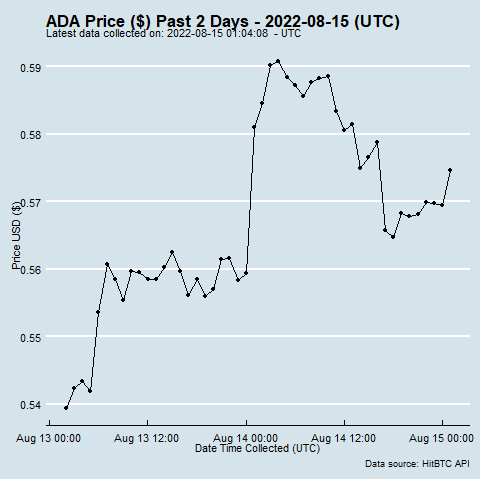 ADA Price ($) Past 2 Days - 2022-08-15 (UTC)
Latest data collected on: 2022-08-15 01:04:08 - UTC
0.59
0.58
0.57
0.56
0.55
0.54
Price USD ($)
Aug 13 00:00 Aug 13 12:00 Aug 14 00:00 Aug 14 12:00 Aug 15 00:00
Date Time Collected (UTC)
Data source: HitBTC API